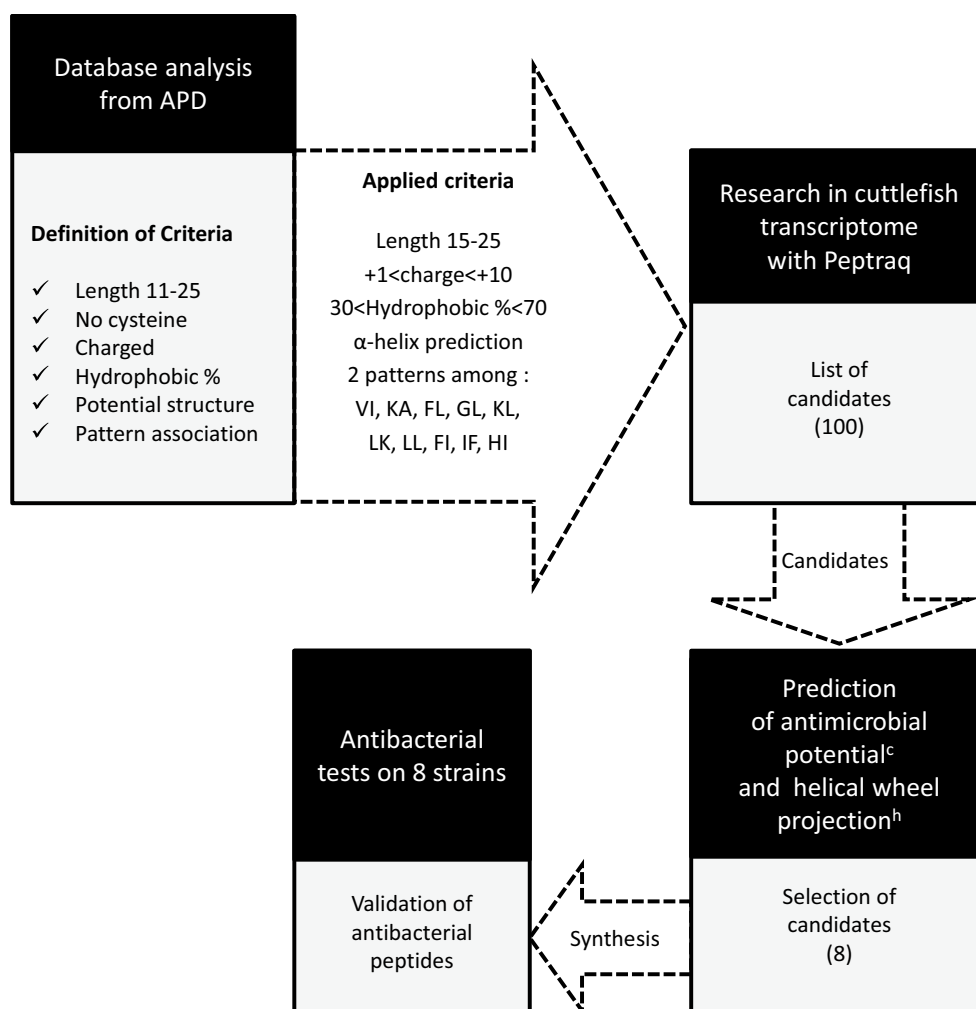 Database analysis
from APD
Definition of Criteria
✓ Length 11-25
✓ No cysteine
✓ Charged
✓ Hydrophobic %
✓ Potential structure
✓ Pattern association
Applied criteria
Length 15-25
+1<charge<+10
30<Hydrophobic %<70
α-helix prediction
2 patterns among :
VI, KA, FL, GL, KL,
LK, LL, FI, IF, HI
Research in cuttlefish
transcriptome
with Peptraq
List of
candidates
(100)
Candidates
Prediction
of antimicrobial
potentialᶜ
and helical wheel
projectionʰ
Selection of
candidates
(8)
Synthesis
Antibacterial
tests on 8 strains
Validation of
antibacterial
peptides